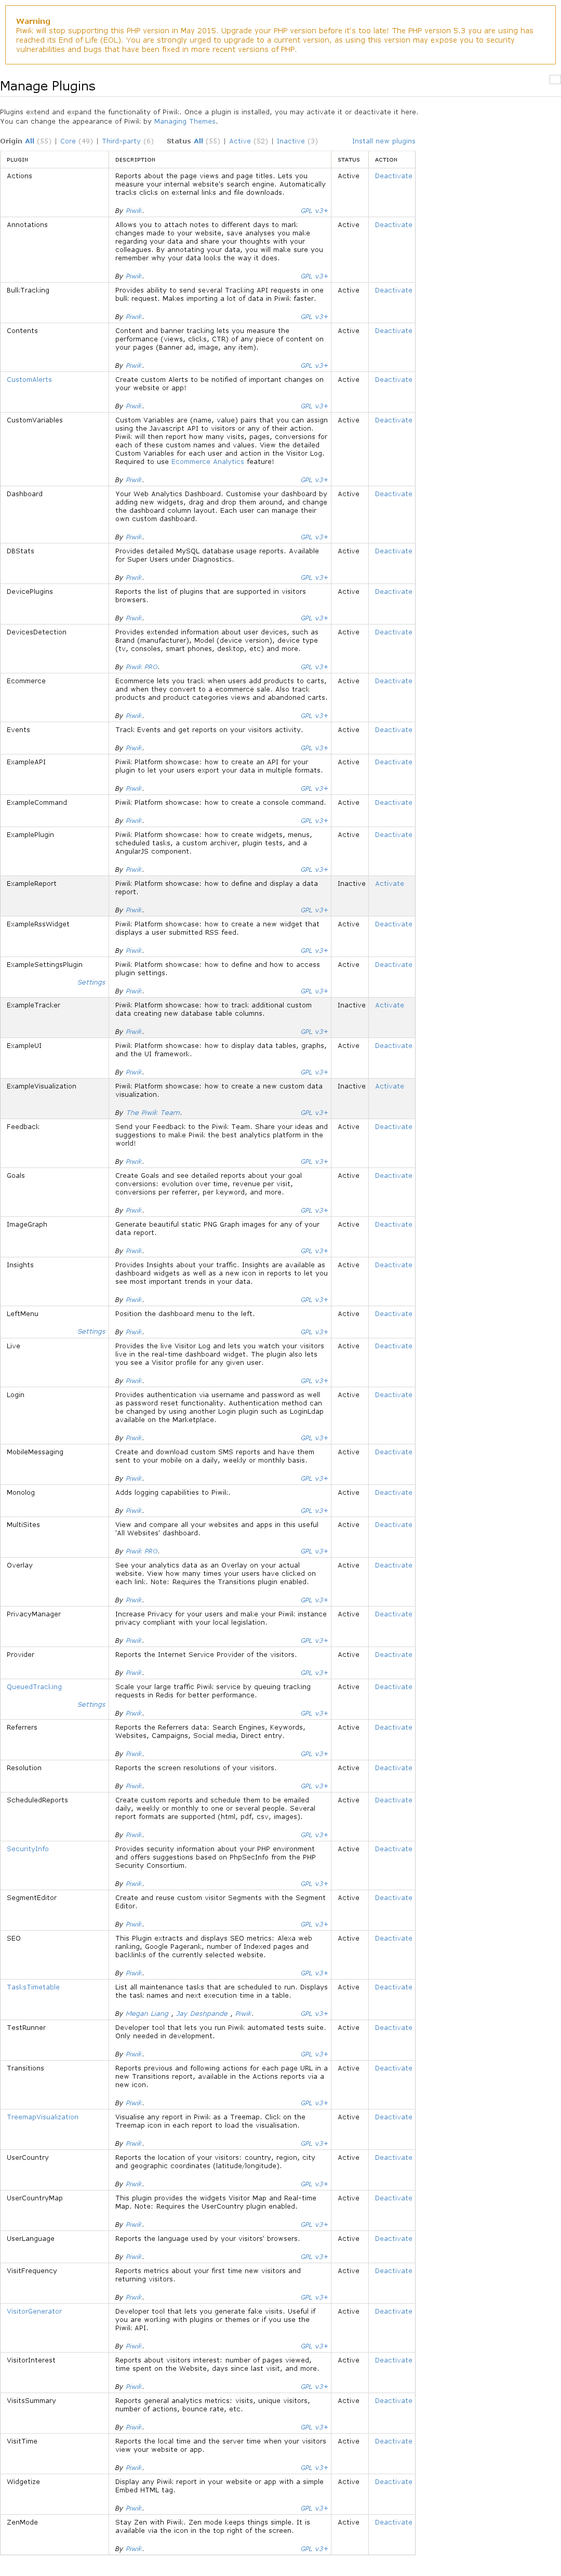 Warning
Piwik will stop supporting this PHP version in May 2015. Upgrade your PHP version before it's too late! The PHP version 5.3 you are using has
reached its End of Life (EOL). You are strongly urged to upgrade to a current version, as using this version may expose you to security
vulnerabilities and bugs that have been fixed in more recent versions of PHP.
Manage Plugins
Plugins extend and expand the functionality of Piwik. Once a plugin is installed, you may activate it or deactivate it here.
You can change the appearance of Piwik by Managing Themes.
Origin All (55) | Core (49) | Third-party (6) Status All (55) | Active (52) | Inactive (3) Install new plugins
PLUGIN DESCRIPTION STATUS ACTION
Actions Reports about the page views and page titles. Lets you Active Deactivate
measure your internal website's search engine. Automatically
tracks clicks on external links and file downloads.
By Piwik. GPL v3+
Annotations Allows you to attach notes to different days to mark Active Deactivate
changes made to your website, save analyses you make
regarding your data and share your thoughts with your
colleagues. By annotating your data, you will make sure you
remember why your data looks the way it does.
By Piwik. GPL v3+
BulkTracking Provides ability to send several Tracking API requests in one Active Deactivate
bulk request. Makes importing a lot of data in Piwik faster.
By Piwik. GPL v3+
Contents Content and banner tracking lets you measure the Active Deactivate
performance (views, clicks, CTR) of any piece of content on
your pages (Banner ad, image, any item).
By Piwik. GPL v3+
CustomAlerts Create custom Alerts to be notified of important changes on Active Deactivate
your website or app!
By Piwik. GPL v3+
CustomVariables Custom Variables are (name, value) pairs that you can assign Active Deactivate
using the Javascript API to visitors or any of their action.
Piwik will then report how many visits, pages, conversions for
each of these custom names and values. View the detailed
Custom Variables for each user and action in the Visitor Log.
Required to use Ecommerce Analytics feature!
By Piwik. GPL v3+
Dashboard Your Web Analytics Dashboard. Customise your dashboard by Active Deactivate
adding new widgets, drag and drop them around, and change
the dashboard column layout. Each user can manage their
own custom dashboard.
By Piwik. GPL v3+
DBStats Provides detailed MySQL database usage reports. Available Active Deactivate
for Super Users under Diagnostics.
By Piwik. GPL v3+
DevicePlugins Reports the list of plugins that are supported in visitors Active Deactivate
browsers.
By Piwik. GPL v3+
DevicesDetection Provides extended information about user devices, such as Active Deactivate
Brand (manufacturer), Model (device version), device type
(tv, consoles, smart phones, desktop, etc) and more.
By Piwik PRO. GPL v3+
Ecommerce Ecommerce lets you track when users add products to carts, Active Deactivate
and when they convert to a ecommerce sale. Also track
products and product categories views and abandoned carts.
By Piwik. GPL v3+
Events Track Events and get reports on your visitors activity. Active Deactivate
By Piwik. GPL v3+
ExampleAPI Piwik Platform showcase: how to create an API for your Active Deactivate
plugin to let your users export your data in multiple formats.
By Piwik. GPL v3+
ExampleCommand Piwik Platform showcase: how to create a console command. Active Deactivate
By Piwik. GPL v3+
ExamplePlugin Piwik Platform showcase: how to create widgets, menus, Active Deactivate
scheduled tasks, a custom archiver, plugin tests, and a
AngularJS component.
By Piwik. GPL v3+
ExampleReport Piwik Platform showcase: how to define and display a data Inactive Activate
report.
By Piwik. GPL v3+
ExampleRssWidget Piwik Platform showcase: how to create a new widget that Active Deactivate
displays a user submitted RSS feed.
By Piwik. GPL v3+
ExampleSettingsPlugin Piwik Platform showcase: how to define and how to access Active Deactivate
plugin settings.
Settings
By Piwik. GPL v3+
ExampleTracker Piwik Platform showcase: how to track additional custom Inactive Activate
data creating new database table columns.
By Piwik. GPL v3+
ExampleUI Piwik Platform showcase: how to display data tables, graphs, Active Deactivate
and the UI framework.
By Piwik. GPL v3+
ExampleVisualization Piwik Platform showcase: how to create a new custom data Inactive Activate
visualization.
By The Piwik Team. GPL v3+
Feedback Send your Feedback to the Piwik Team. Share your ideas and Active Deactivate
suggestions to make Piwik the best analytics platform in the
world!
By Piwik. GPL v3+
Goals Create Goals and see detailed reports about your goal Active Deactivate
conversions: evolution over time, revenue per visit,
conversions per referrer, per keyword, and more.
By Piwik. GPL v3+
ImageGraph Generate beautiful static PNG Graph images for any of your Active Deactivate
data report.
By Piwik. GPL v3+
Insights Provides Insights about your traffic. Insights are available as Active Deactivate
dashboard widgets as well as a new icon in reports to let you
see most important trends in your data.
By Piwik. GPL v3+
LeftMenu Position the dashboard menu to the left. Active Deactivate
Settings By Piwik. GPL v3+
Live Provides the live Visitor Log and lets you watch your visitors Active Deactivate
live in the real-time dashboard widget. The plugin also lets
you see a Visitor profile for any given user.
By Piwik. GPL v3+
Login Provides authentication via username and password as well Active Deactivate
as password reset functionality. Authentication method can
be changed by using another Login plugin such as LoginLdap
available on the Marketplace.
By Piwik. GPL v3+
MobileMessaging Create and download custom SMS reports and have them Active Deactivate
sent to your mobile on a daily, weekly or monthly basis.
By Piwik. GPL v3+
Monolog Adds logging capabilities to Piwik. Active Deactivate
By Piwik. GPL v3+
MultiSites View and compare all your websites and apps in this useful Active Deactivate
'All Websites' dashboard.
By Piwik PRO. GPL v3+
Overlay See your analytics data as an Overlay on your actual Active Deactivate
website. View how many times your users have clicked on
each link. Note: Requires the Transitions plugin enabled.
By Piwik. GPL v3+
PrivacyManager Increase Privacy for your users and make your Piwik instance Active Deactivate
privacy compliant with your local legislation.
By Piwik. GPL v3+
Provider Reports the Internet Service Provider of the visitors. Active Deactivate
By Piwik. GPL v3+
QueuedTracking Scale your large traffic Piwik service by queuing tracking Active Deactivate
requests in Redis for better performance.
Settings
By Piwik. GPL v3+
Referrers Reports the Referrers data: Search Engines, Keywords, Active Deactivate
Websites, Campaigns, Social media, Direct entry.
By Piwik. GPL v3+
Resolution Reports the screen resolutions of your visitors. Active Deactivate
By Piwik. GPL v3+
ScheduledReports Create custom reports and schedule them to be emailed Active Deactivate
daily, weekly or monthly to one or several people. Several
report formats are supported (html, pdf, csv, images).
By Piwik. GPL v3+
SecurityInfo Provides security information about your PHP environment Active Deactivate
and offers suggestions based on PhpSecInfo from the PHP
Security Consortium.
By Piwik. GPL v3+
SegmentEditor Create and reuse custom visitor Segments with the Segment Active Deactivate
Editor.
By Piwik. GPL v3+
SEO This Plugin extracts and displays SEO metrics: Alexa web Active Deactivate
ranking, Google Pagerank, number of Indexed pages and
backlinks of the currently selected website.
By Piwik. GPL v3+
TasksTimetable List all maintenance tasks that are scheduled to run. Displays Active Deactivate
the task names and next execution time in a table.
By Megan Liang , Jay Deshpande , Piwik. GPL v3+
TestRunner Developer tool that lets you run Piwik automated tests suite. Active Deactivate
Only needed in development.
By Piwik. GPL v3+
Transitions Reports previous and following actions for each page URL in a Active Deactivate
new Transitions report, available in the Actions reports via a
new icon.
By Piwik. GPL v3+
TreemapVisualization Visualise any report in Piwik as a Treemap. Click on the Active Deactivate
Treemap icon in each report to load the visualisation.
By Piwik. GPL v3+
UserCountry Reports the location of your visitors: country, region, city Active Deactivate
and geographic coordinates (latitude/longitude).
By Piwik. GPL v3+
UserCountryMap This plugin provides the widgets Visitor Map and Real-time Active Deactivate
Map. Note: Requires the UserCountry plugin enabled.
By Piwik. GPL v3+
UserLanguage Reports the language used by your visitors' browsers. Active Deactivate
By Piwik. GPL v3+
VisitFrequency Reports metrics about your first time new visitors and Active Deactivate
returning visitors.
By Piwik. GPL v3+
VisitorGenerator Developer tool that lets you generate fake visits. Useful if Active Deactivate
you are working with plugins or themes or if you use the
Piwik API.
By Piwik. GPL v3+
VisitorInterest Reports about visitors interest: number of pages viewed, Active Deactivate
time spent on the Website, days since last visit, and more.
By Piwik. GPL v3+
VisitsSummary Reports general analytics metrics: visits, unique visitors, Active Deactivate
number of actions, bounce rate, etc.
By Piwik. GPL v3+
VisitTime Reports the local time and the server time when your visitors Active Deactivate
view your website or app.
By Piwik. GPL v3+
Widgetize Display any Piwik report in your website or app with a simple Active Deactivate
Embed HTML tag.
By Piwik. GPL v3+
ZenMode Stay Zen with Piwik. Zen mode keeps things simple. It is Active Deactivate
available via the icon in the top right of the screen.
By Piwik. GPL v3+